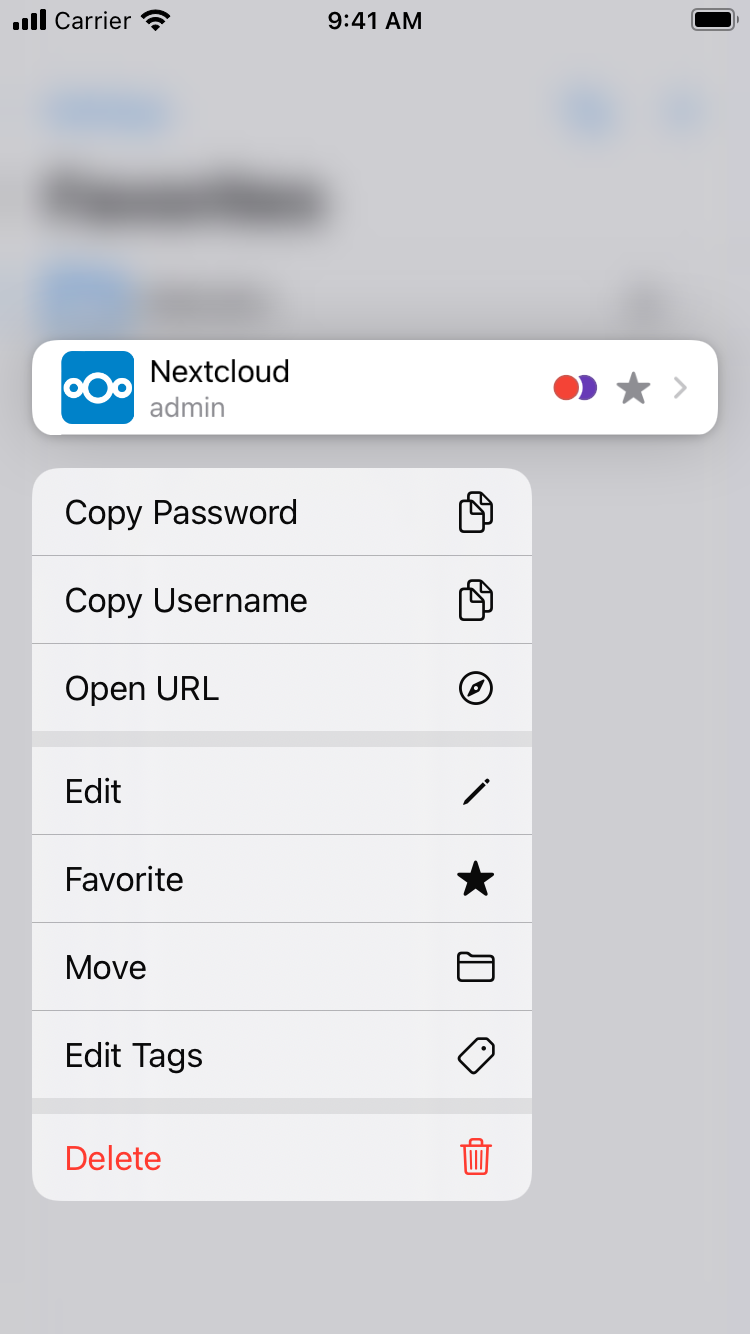 Carrier 9:41 AM
Nextcloud
admin
Copy Password
Copy Username
Open URL
Edit
Favorite
Move
Edit Tags
Delete